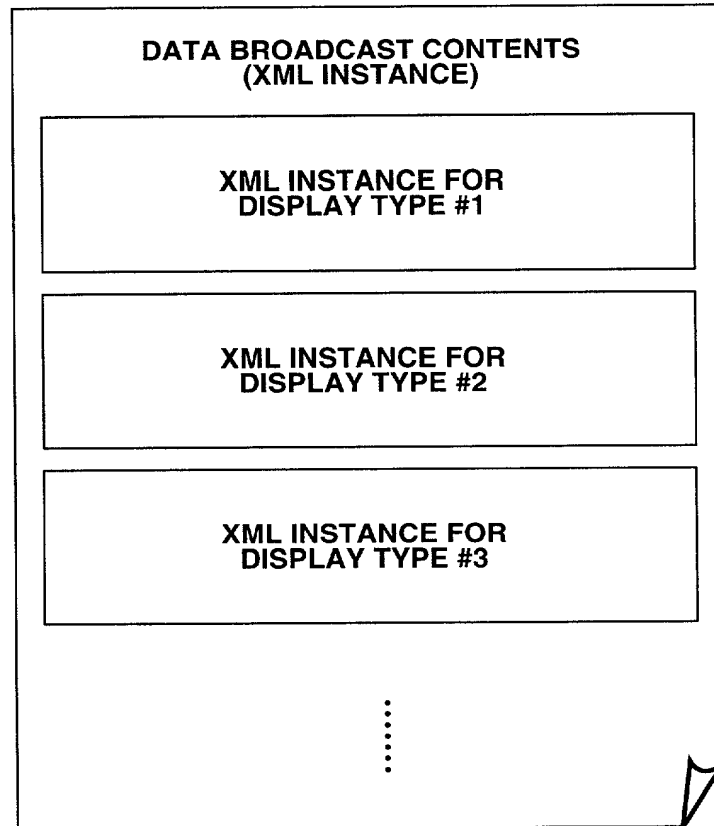 DATA BROADCAST CONTENTS
(XML INSTANCE)
XML INSTANCE FOR
DISPLAY TYPE #1
XML INSTANCE FOR
DISPLAY TYPE #2
XML INSTANCE FOR
DISPLAY TYPE #3